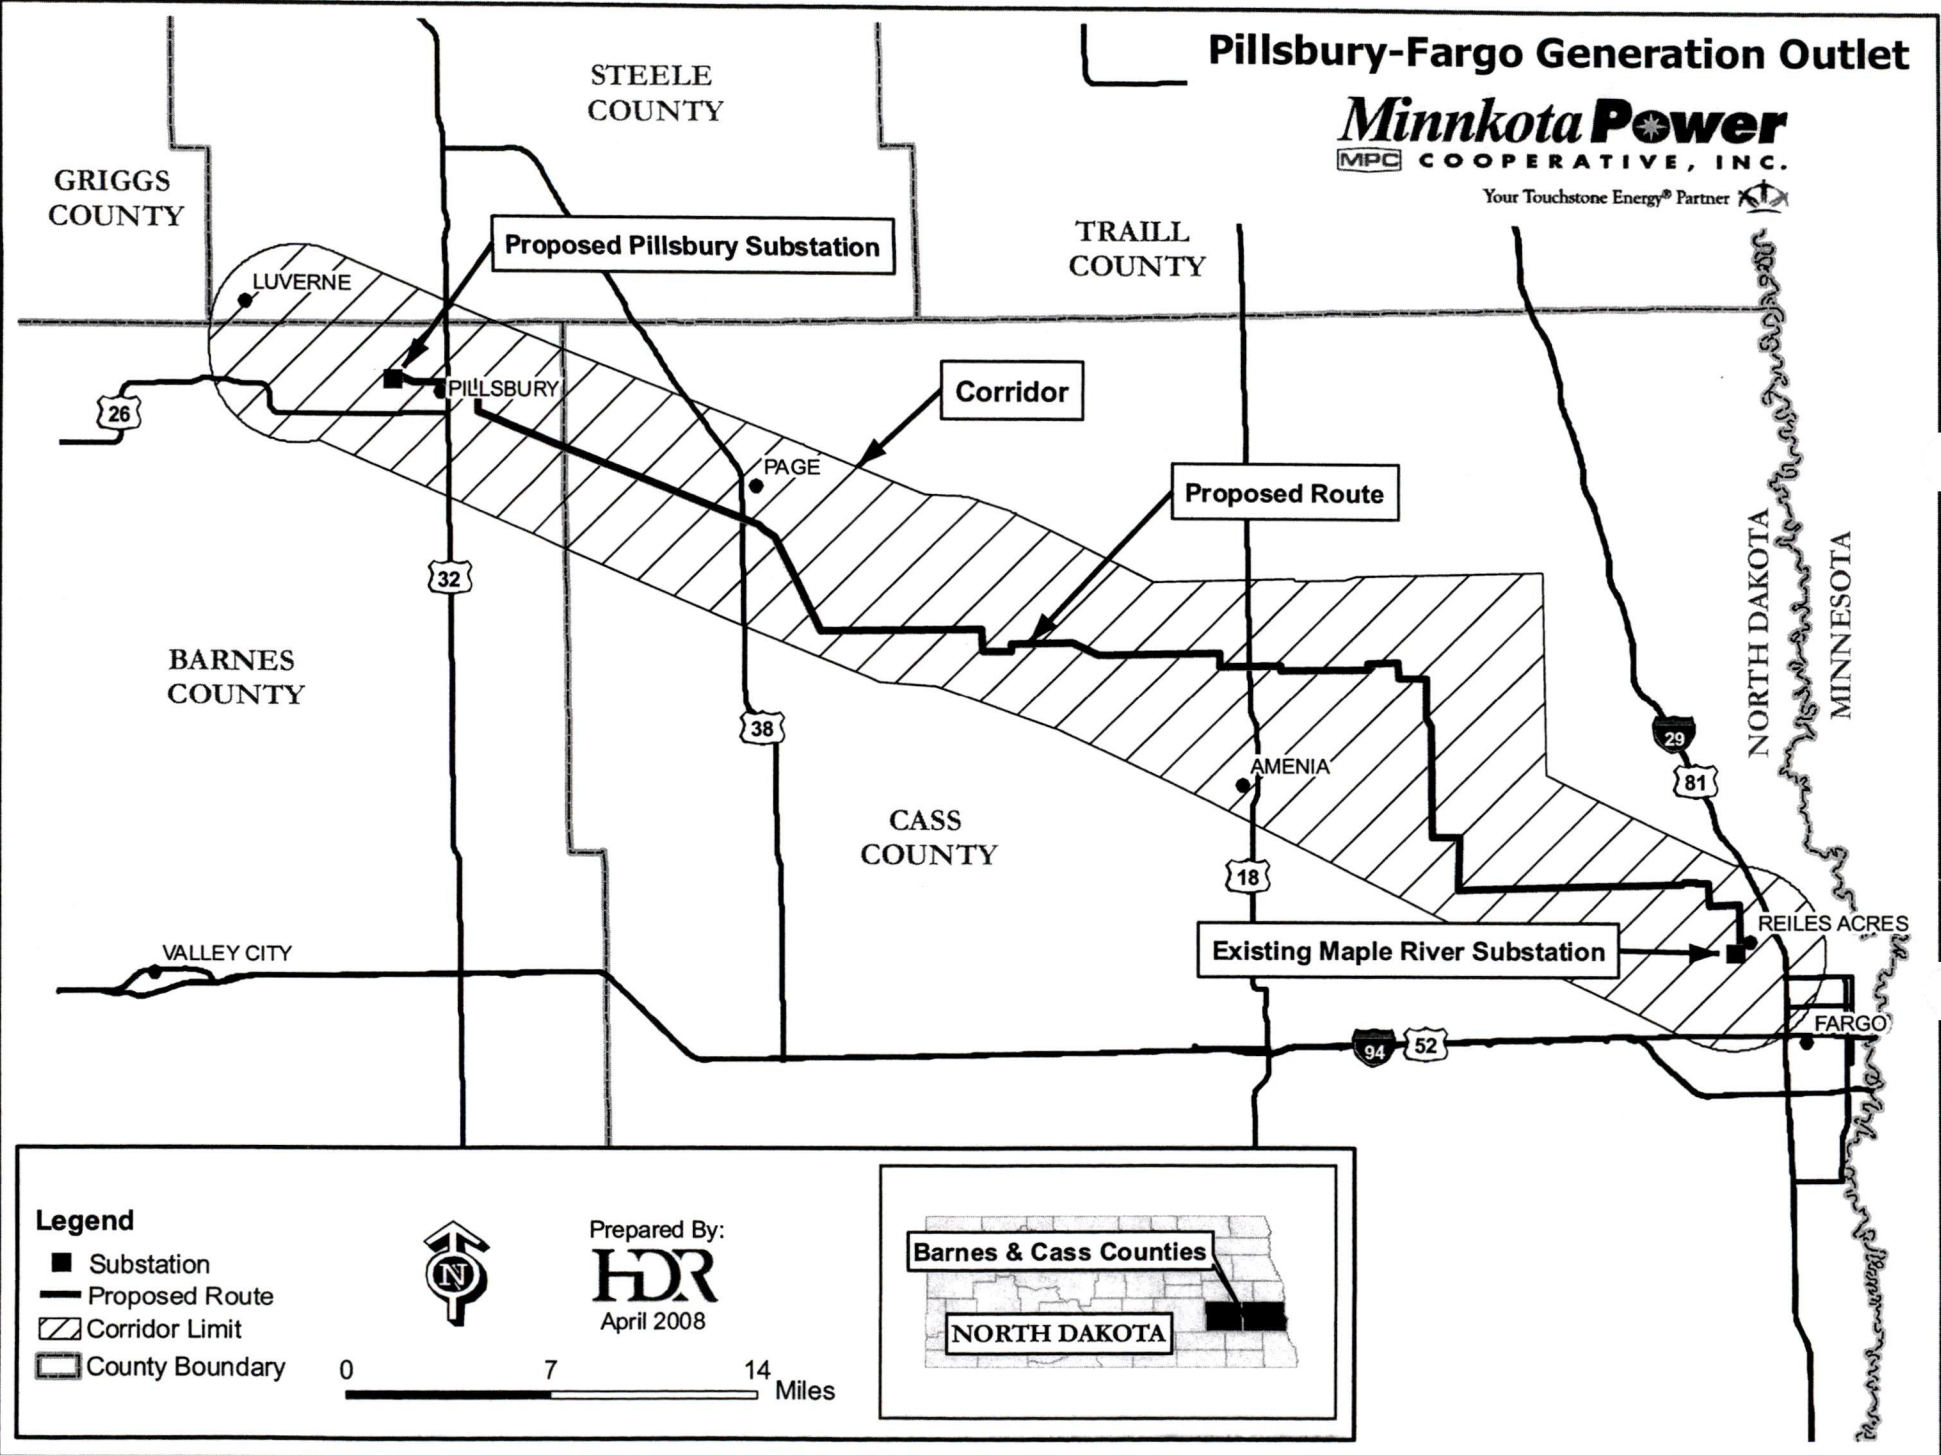 Pillsbury-Fargo Generation Outlet
Minnkota Power
MPC COOPERATIVE, INC.
Your Touchstone Energy® Partner
STEELE
COUNTY
GRIGGS
COUNTY
TRAILL
COUNTY
Proposed Pillsbury Substation
LUVERNE
PILLSBURY
26
Corridor
PAGE
Proposed Route
32
NORTH DAKOTA
MINNESOTA
BARNES
COUNTY
38
29
81
AMENIA
CASS
COUNTY
18
REILES ACRES
Existing Maple River Substation
VALLEY CITY
FARGO
94
52
Legend
Substation
Proposed Route
Corridor Limit
County Boundary
N
Prepared By:
HDR
April 2008
0 7 14
Miles
Barnes & Cass Counties
NORTH DAKOTA